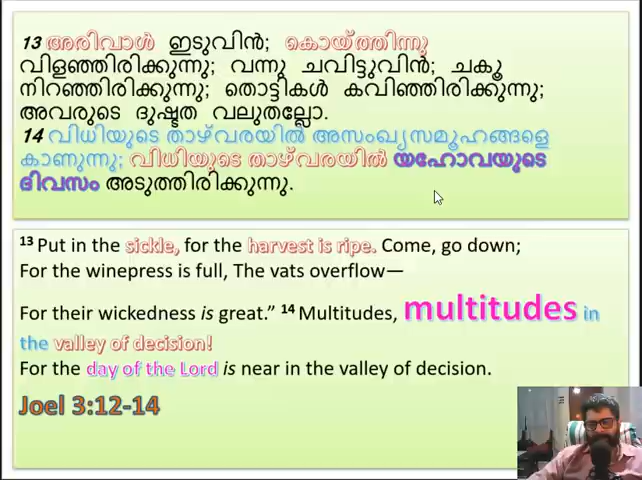 13 അരിവാൾ ഇടുവിൻ; കൊയ്ത്തിന്നു
വിളഞ്ഞിരിക്കുന്നു; വന്നു ചവിട്ടുവിൻ; ചക്കു
നിറഞ്ഞിരിക്കുന്നു; തൊട്ടികൾ കവിഞ്ഞിരിക്കുന്നു;
അവരുടെ ദുഷ്ടത വലുതല്ലോ.
14 വിധിയുടെ താഴ്‌വരയിൽ അസംഖ്യസമൂഹങ്ങളെ
കാണുന്നു; വിധിയുടെ താഴ്‌വരയിൽ യഹോവയുടെ
ദിവസം അടുത്തിരിക്കുന്നു.
13 Put in the sickle, for the harvest is ripe. Come, go down;
For the winepress is full, The vats overflow—
For their wickedness is great.” 14 Multitudes, multitudes in
the valley of decision!
For the day of the Lord is near in the valley of decision.
Joel 3:12-14